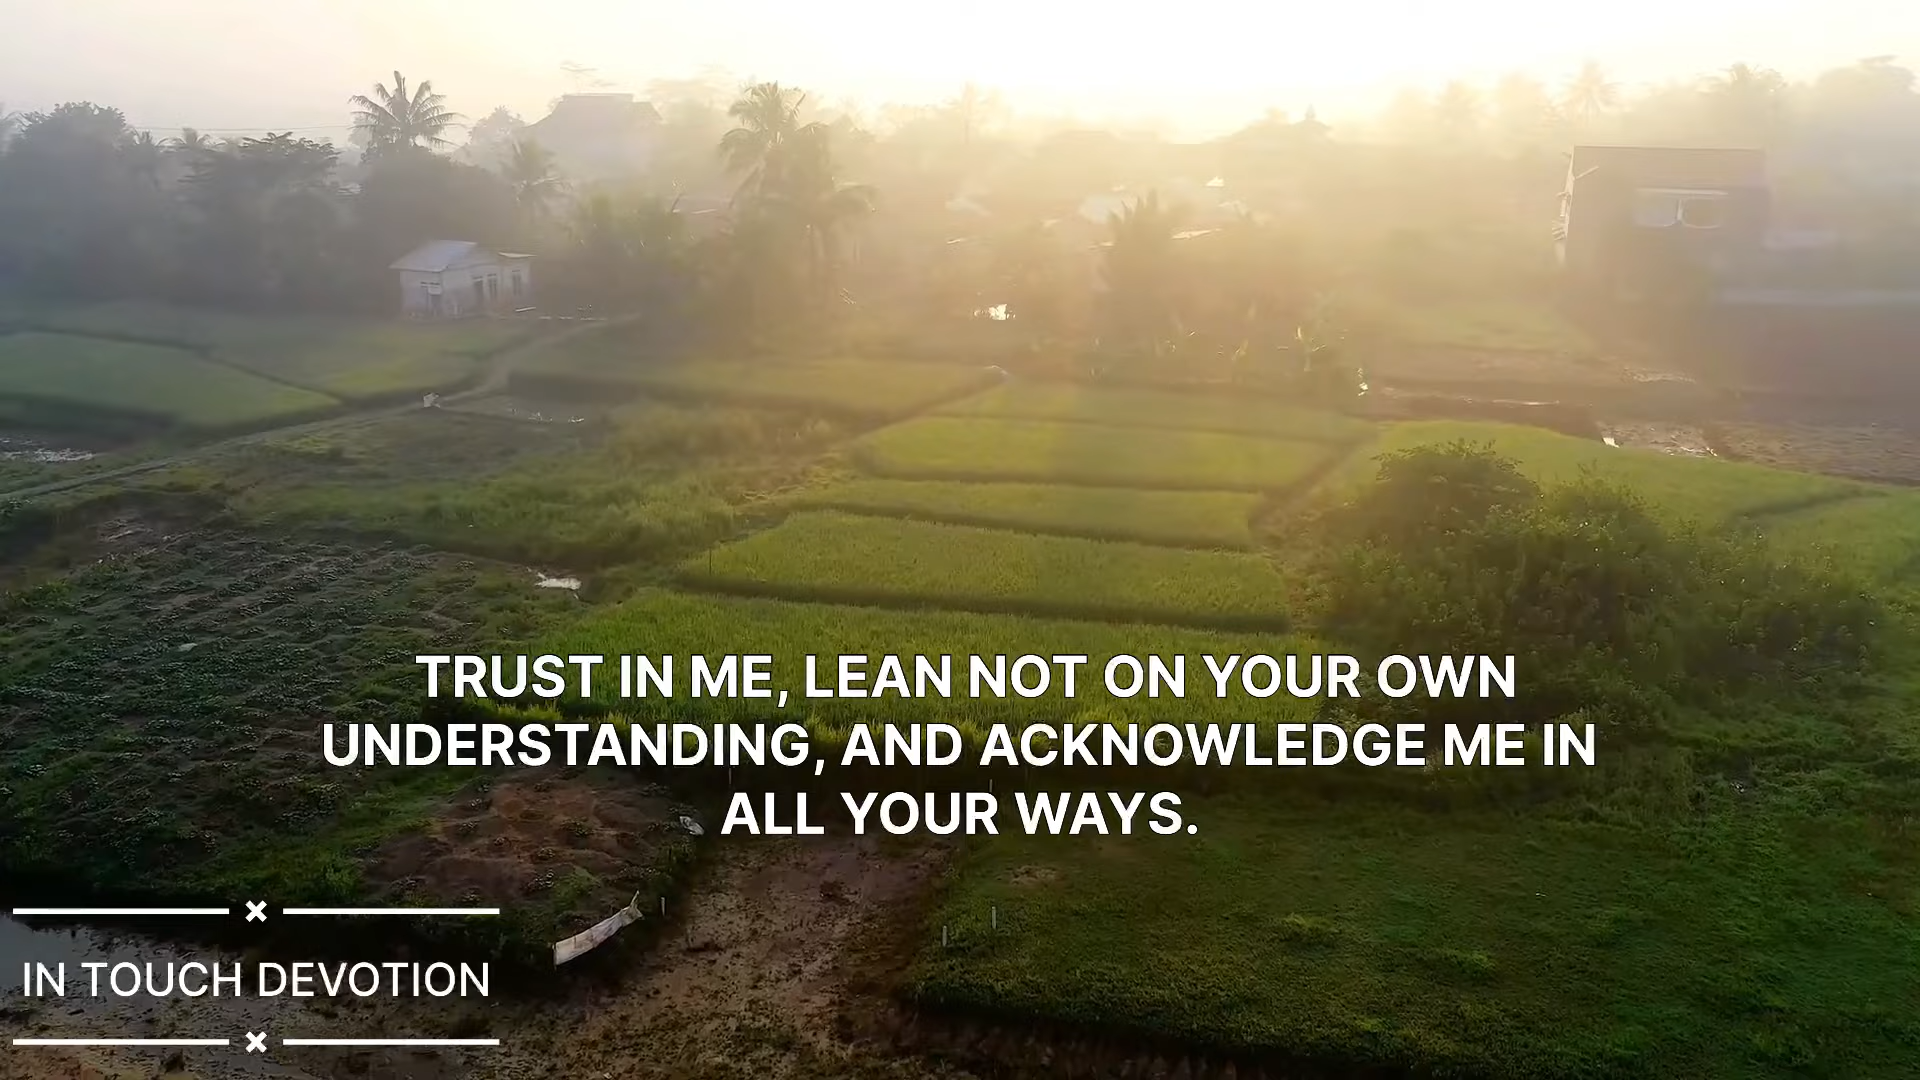 TRUST IN ME, LEAN NOT ON YOUR OWN
UNDERSTANDING, AND ACKNOWLEDGE ME IN
ALL YOUR WAYS.
IN TOUCH DEVOTION